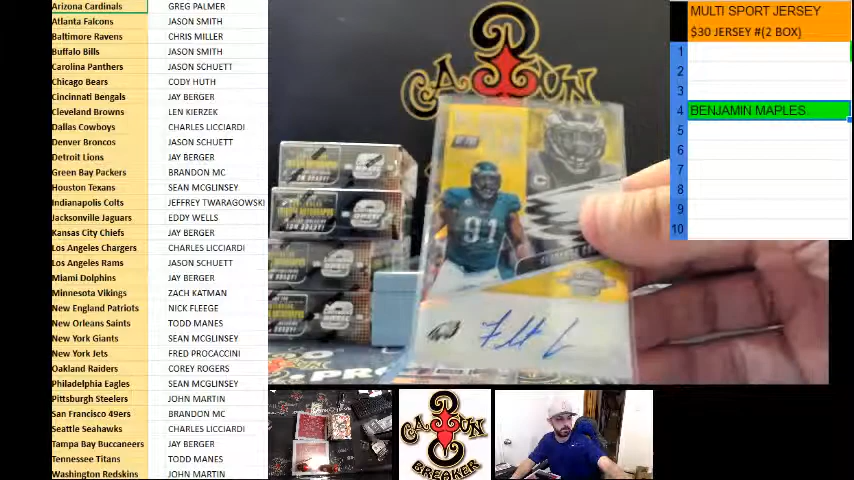 Arizona Cardinals GREG PALMER
Atlanta Falcons JASON SMITH
Baltimore Ravens CHRIS MILLER
Buffalo Bills JASON SMITH
Carolina Panthers JASON SCHUETT
Chicago Bears CODY HUTH
Cincinnati Bengals JAY BERGER
Cleveland Browns LEN KIERZEK
Dallas Cowboys CHARLES LICCIARDI
Denver Broncos JASON SCHUETT
Detroit Lions JAY BERGER
Green Bay Packers BRANDON MC
Houston Texans SEAN MCGLINSEY
Indianapolis Colts JEFFREY TWARAGOWSKI
Jacksonville Jaguars EDDY WELLS
Kansas City Chiefs JAY BERGER
Los Angeles Chargers CHARLES LICCIARDI
Los Angeles Rams JASON SCHUETT
Miami Dolphins JAY BERGER
Minnesota Vikings ZACH KATMAN
New England Patriots NICK FLEEGE
New Orleans Saints TODD MANES
New York Giants SEAN MCGLINSEY
New York Jets FRED PROCACCINI
Oakland Raiders COREY ROGERS
Philadelphia Eagles SEAN MCGLINSEY
Pittsburgh Steelers JOHN MARTIN
San Francisco 49ers BRANDON MC
Seattle Seahawks CHARLES LICCIARDI
Tampa Bay Buccaneers JAY BERGER
Tennessee Titans TODD MANES
Washington Redskins JOHN MARTIN
MULTI SPORT JERSEY
$30 JERSEY #(2 BOX)
1
2
3
4 BENJAMIN MAPLES
5
6
7
8
9
10
CAJUN
91
CAJUN
BREAKER